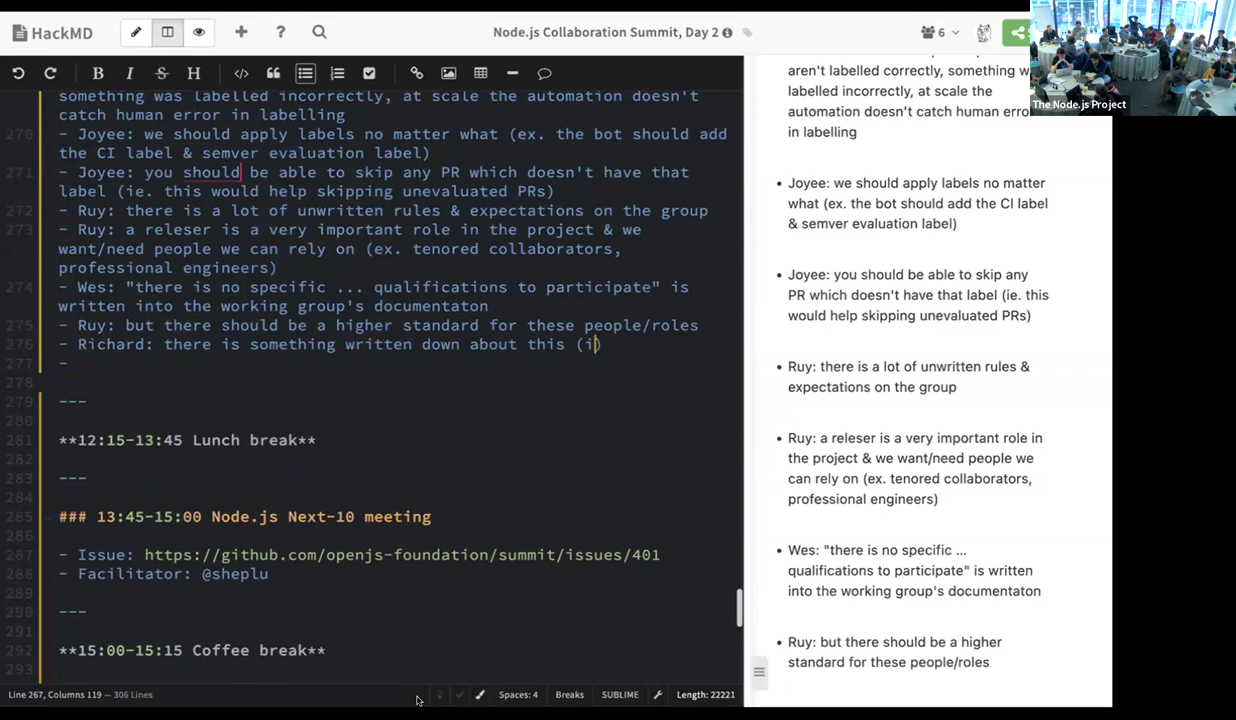 HackMD
Node.js Collaboration Summit, Day 2
6
The Node.js Project
something was labelled incorrectly, at scale the automation doesn't
catch human error in labelling
270
- Joyee: we should apply labels no matter what (ex. the bot should add
the CI label & semver evaluation label)
271
- Joyee: you should be able to skip any PR which doesn't have that
label (ie. this would help skipping unevaluated PRs)
272
- Ruy: there is a lot of unwritten rules & expectations on the group
273
- Ruy: a releser is a very important role in the project & we
want/need people we can rely on (ex. tenored collaborators,
professional engineers)
274
- Wes: "there is no specific ... qualifications to participate" is
written into the working group's documentaton
275
- Ruy: but there should be a higher standard for these people/roles
276
- Richard: there is something written down about this (i)
277
-
278
279
---
280
281
**12:15-13:45 Lunch break**
282
283
---
284
285
### 13:45-15:00 Node.js Next-10 meeting
286
287
- Issue: https://github.com/openjs-foundation/summit/issues/401
288
- Facilitator: @sheplu
289
290
---
291
292
**15:00-15:15 Coffee break**
293
Line 267, Columns 119 — 306 Lines
Spaces: 4
Breaks
SUBLIME
Length: 22221
aren't labelled correctly, something w
labelled incorrectly, at scale the
automation doesn't catch human error
in labelling
• Joyee: we should apply labels no matter
what (ex. the bot should add the CI label
& semver evaluation label)
• Joyee: you should be able to skip any
PR which doesn't have that label (ie. this
would help skipping unevaluated PRs)
• Ruy: there is a lot of unwritten rules &
expectations on the group
• Ruy: a releser is a very important role in
the project & we want/need people we
can rely on (ex. tenored collaborators,
professional engineers)
• Wes: "there is no specific ...
qualifications to participate" is written
into the working group's documentaton
• Ruy: but there should be a higher
standard for these people/roles